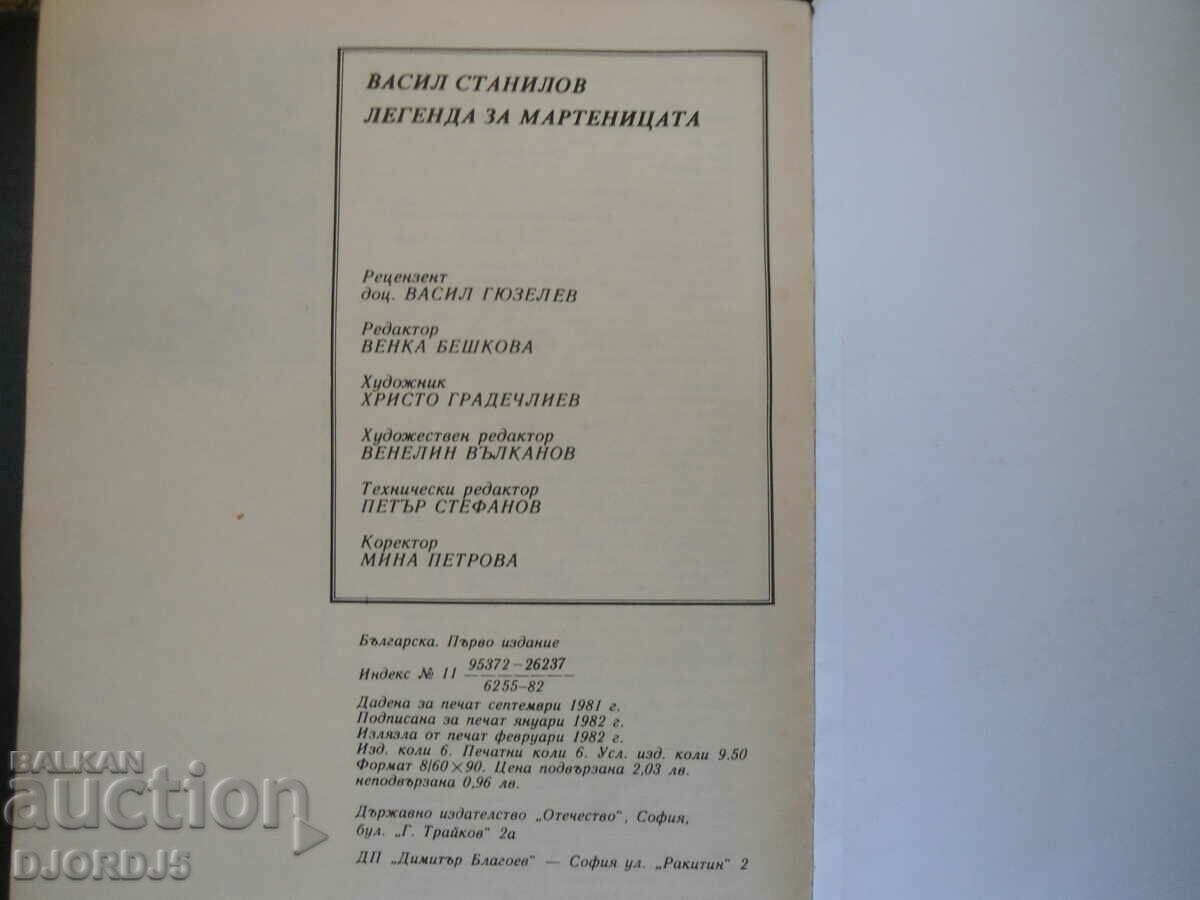 ВАСИЛ СТАНИЛОВ
ЛЕГЕНДА ЗА МАРТЕНИЦАТА
Рецензент
доц. ВАСИЛ ГЮЗЕЛЕВ
Редактор
ВЕНКА БЕШКОВА
Художник
ХРИСТО ГРАДЕЧЛИЕВ
Художествен редактор
ВЕНЕЛИН ВЪЛКАНОВ
Технически редактор
ПЕТЪР СТЕФАНОВ
Коректор
МИНА ПЕТРОВА
Българска. Първо издание
95372—26237
Индекс № 11
6255—82
Дадена за печат септември 1981 г.
Подписана за печат януари 1982 г.
Излязла от печат февруари 1982 г.
Изд. коли 6. Печатни коли 6. Усл. изд. коли 9.50
Формат 8/60×90. Цена подвързана 2,03 лв.
неподвързана 0,96 лв.
Държавно издателство „Отечество“, София,
бул. „Г. Трайков“ 2а
ДП „Димитър Благоев“ — София ул. „Ракитин“ 2
BALKAN
auction
DJORDJ5